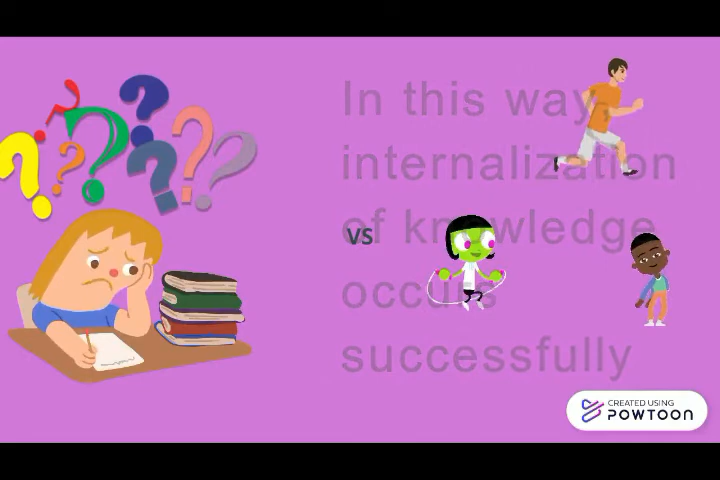 In this way
internalization
of knowledge
vs
occurs
successfully
CREATED USING
POWTOON